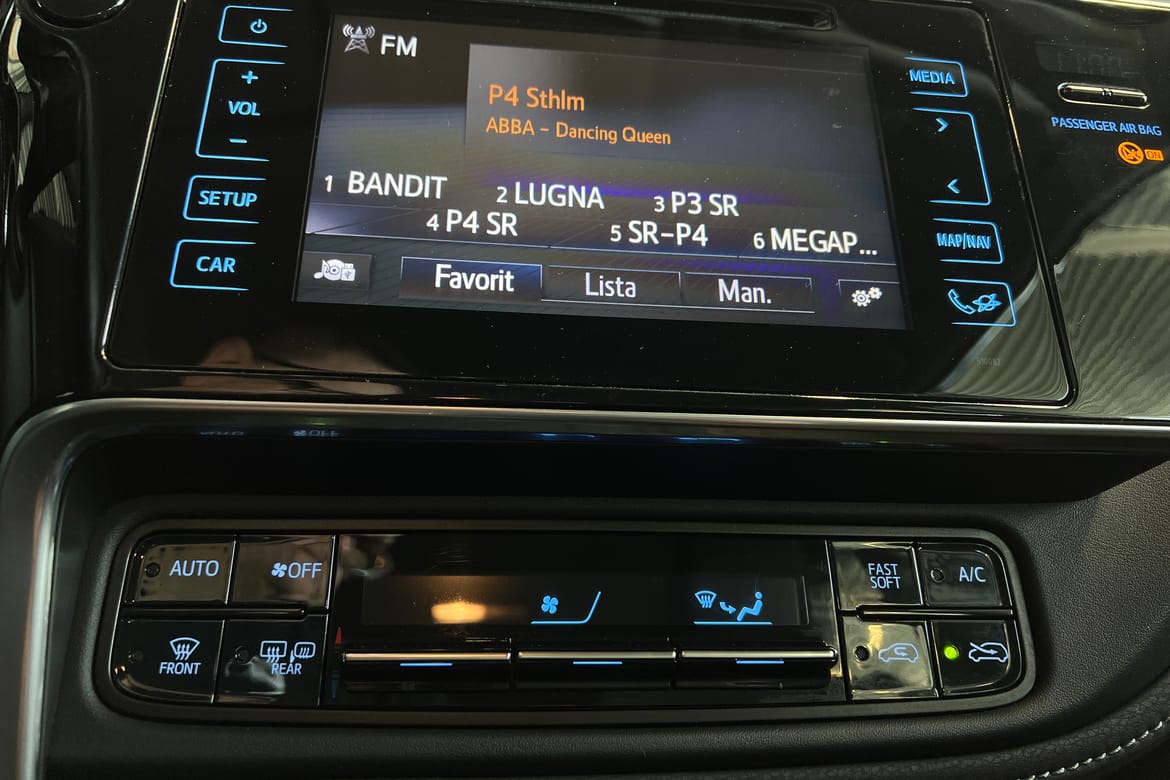 FM
P4 Sthlm
ABBA - Dancing Queen
1 BANDIT 2 LUGNA 3 P3 SR
4 P4 SR 5 SR-P4 6 MEGAP...
Favorit Lista Man.
+
VOL
-
SETUP
CAR
MEDIA
>
<
MAP/NAV
PASSENGER AIR BAG
ON
AUTO OFF
FRONT REAR
FAST
SOFT
A/C